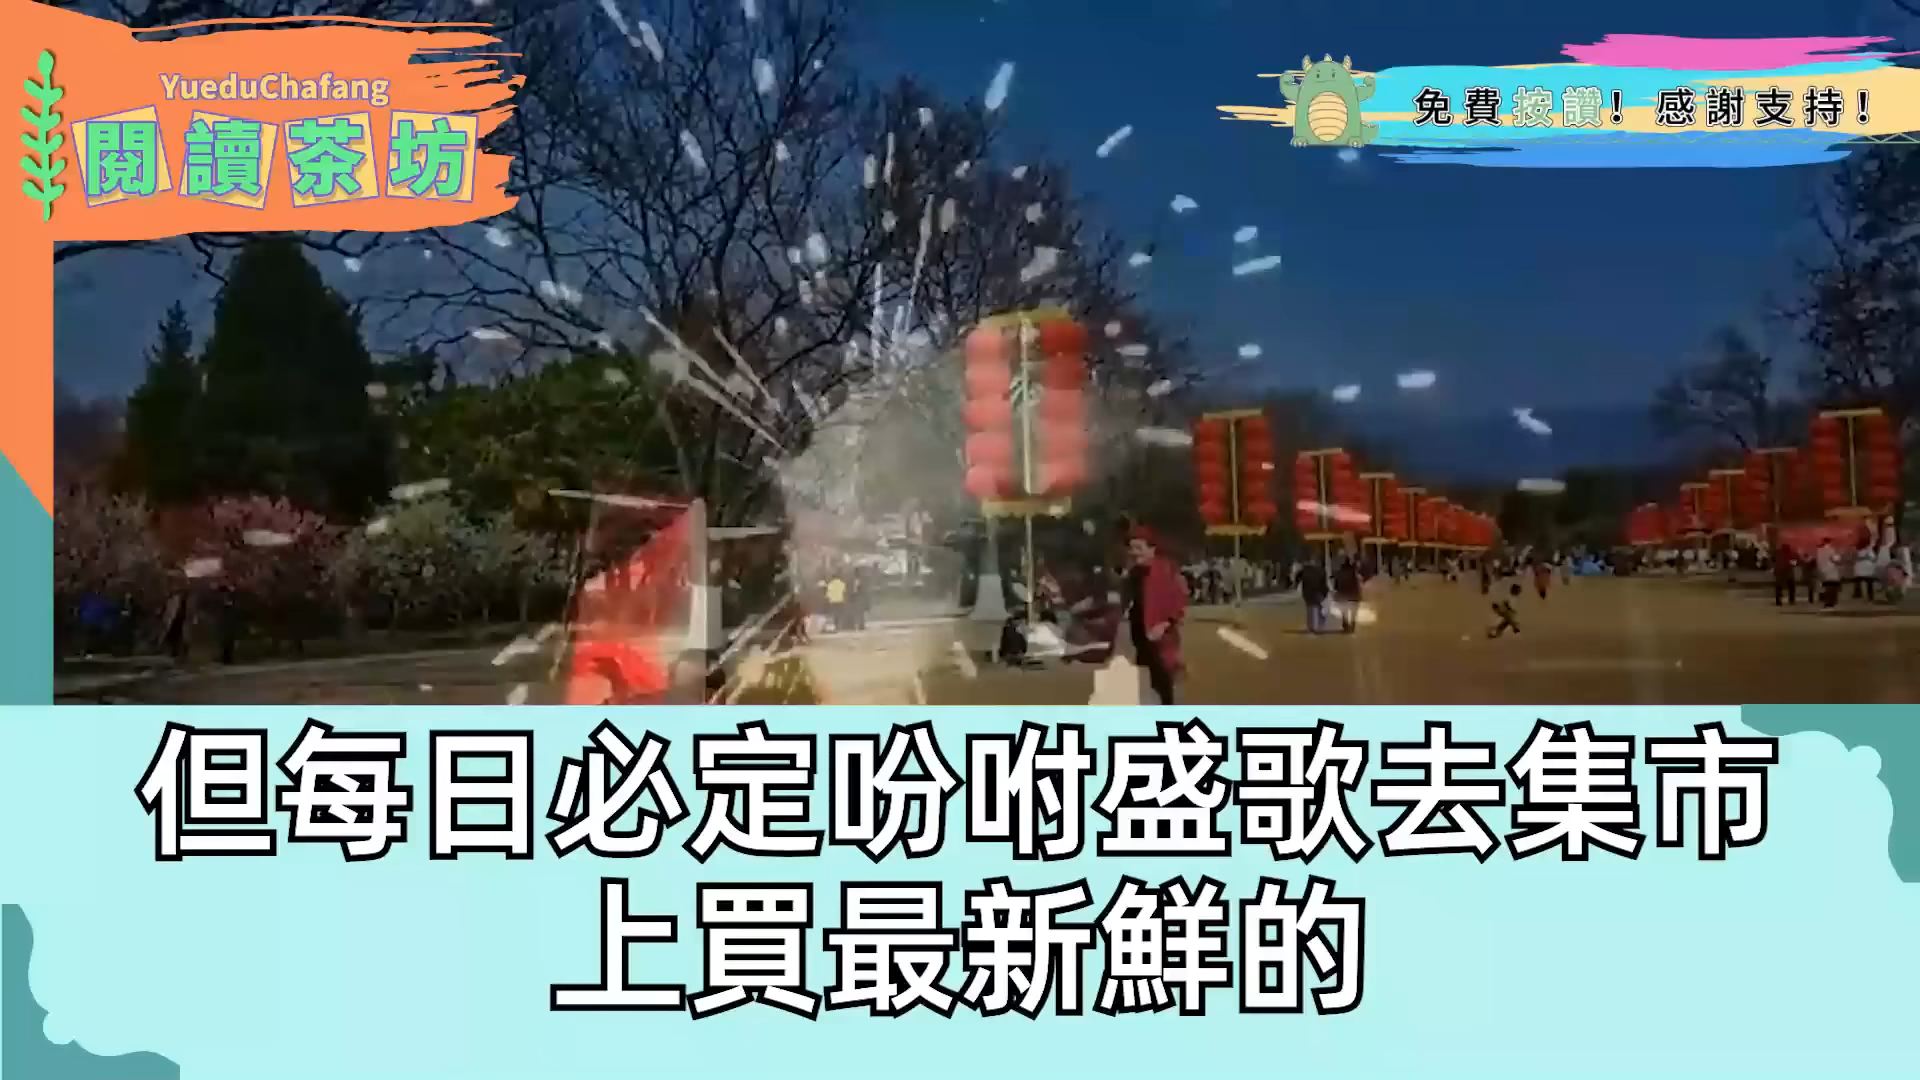 YueduChafang
閱讀茶坊
免費按讚！感謝支持！
但每日必定吩咐盛歌去集市
上買最新鮮的